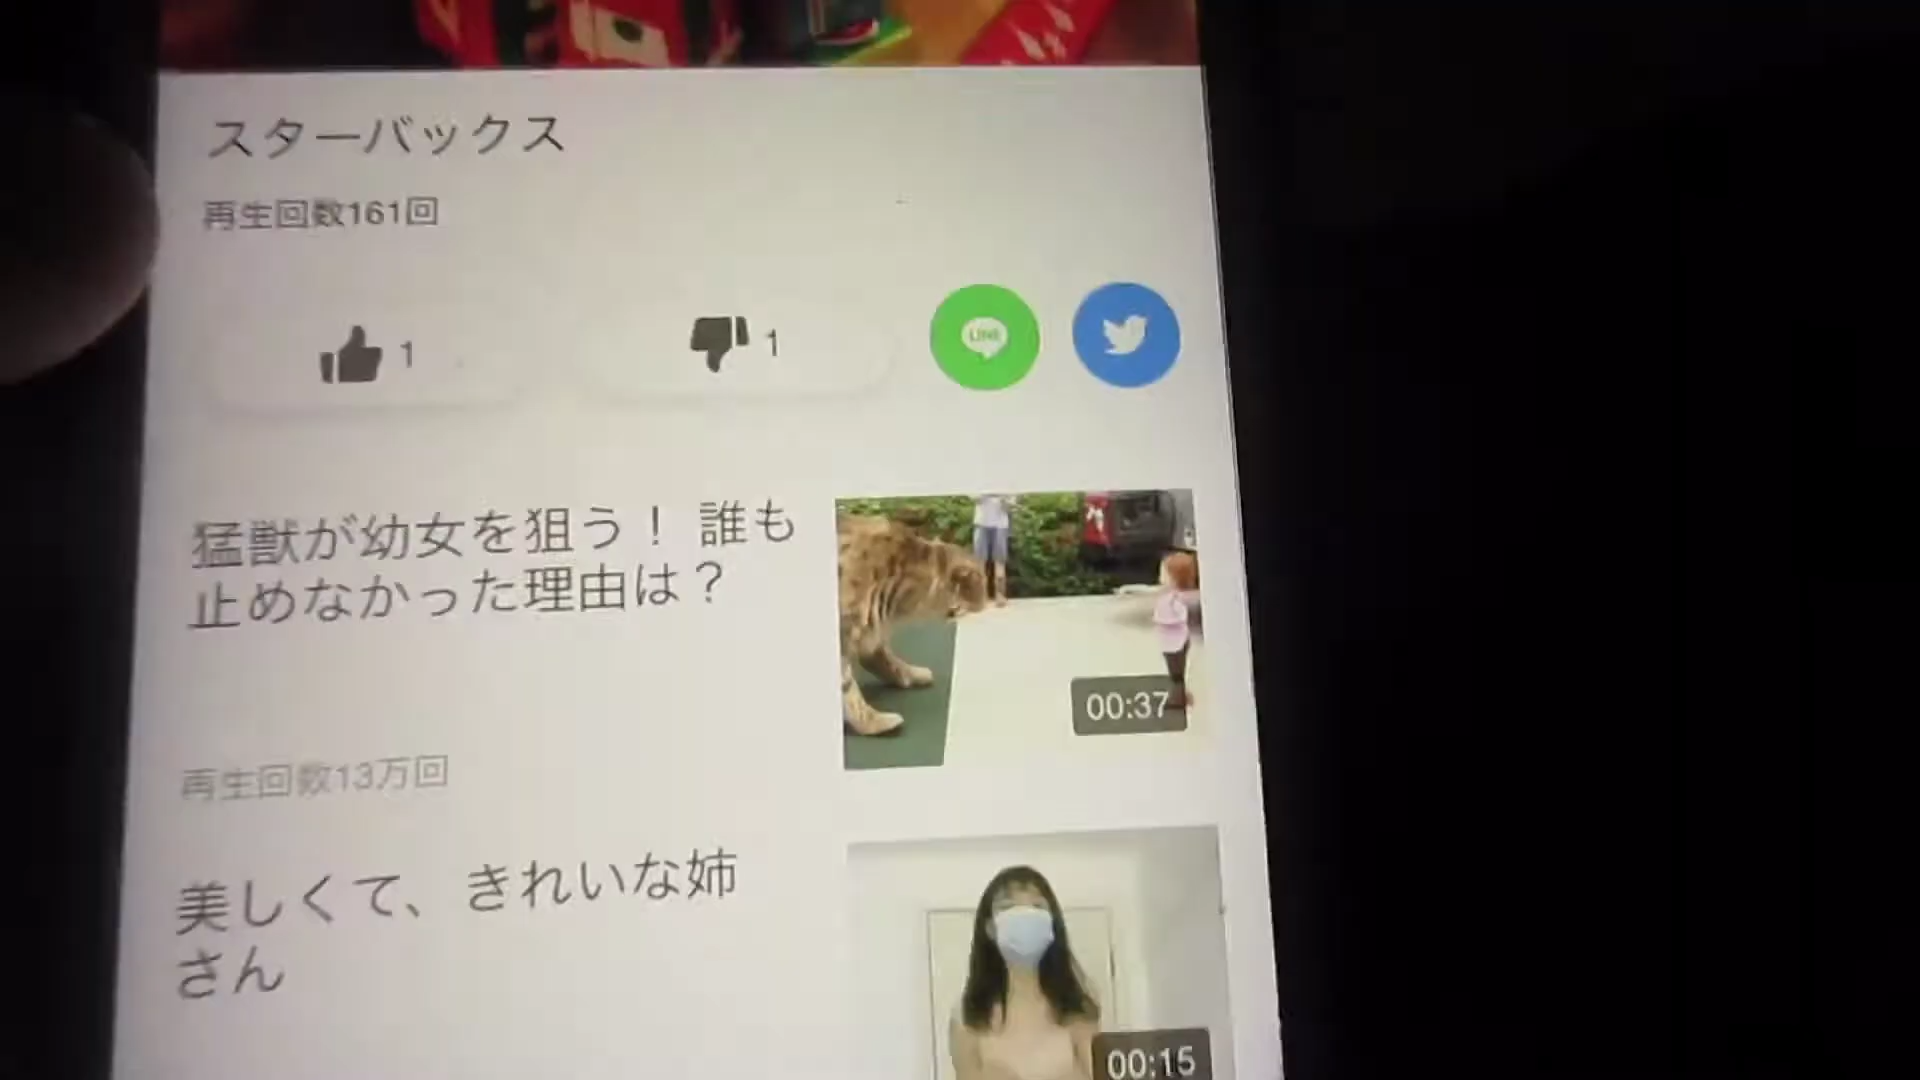 スターバックス
再生回数161回
1
1
LINE
猛獣が幼女を狙う！ 誰も
止めなかった理由は？
00:37
再生回数13万回
美しくて、きれいな姉
さん
00:15